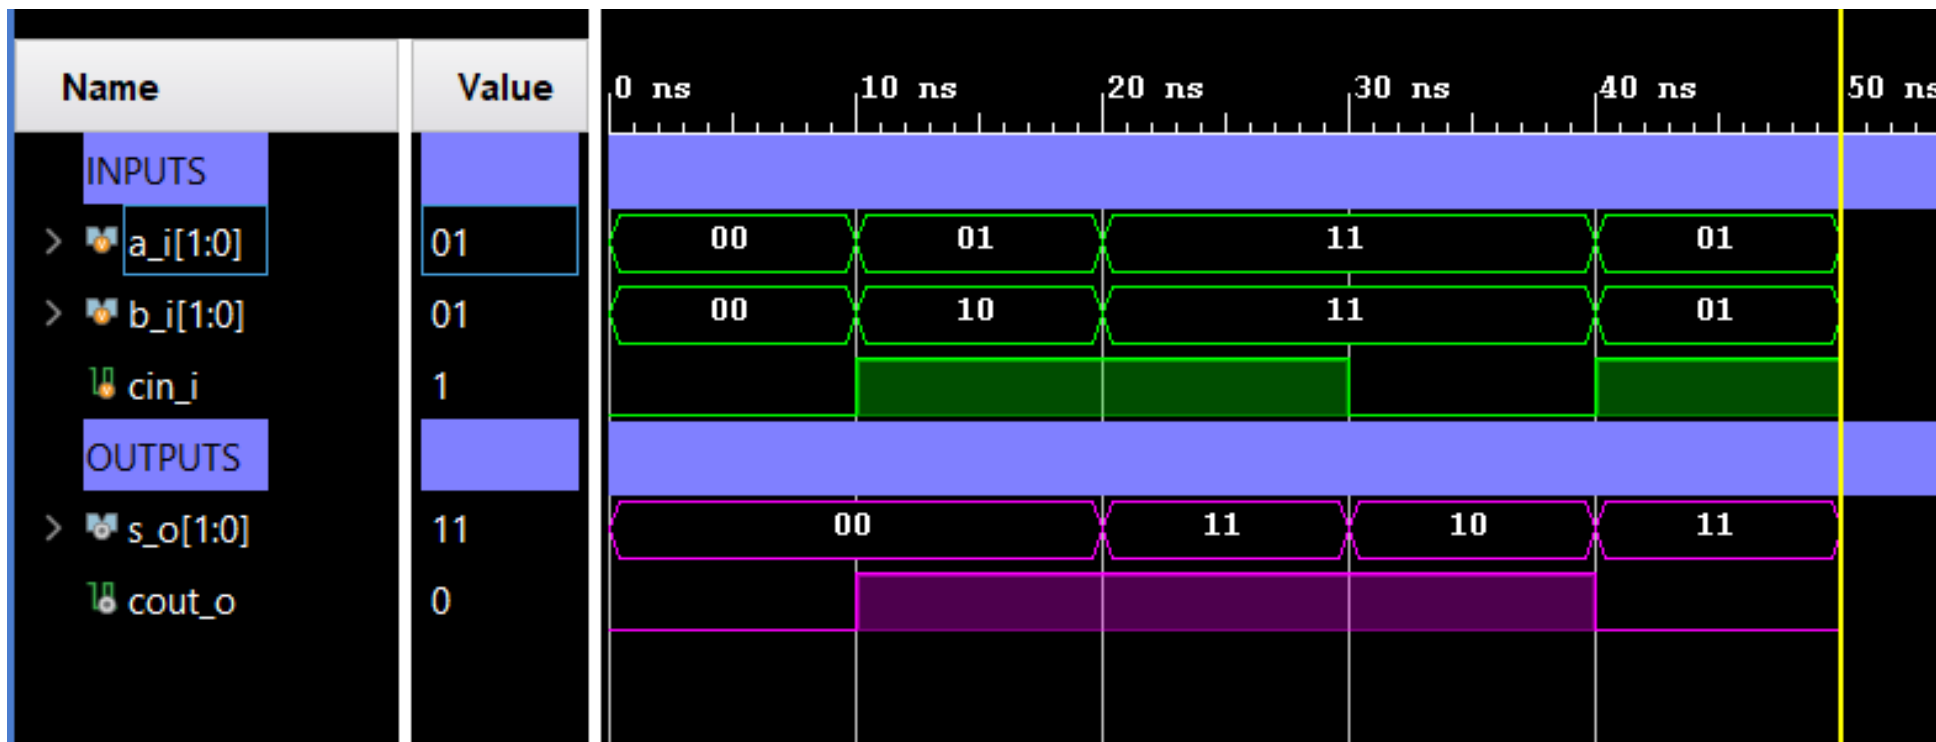 Name Value 0 ns 10 ns 20 ns 30 ns 40 ns 50 ns
INPUTS
a_i[1:0] 01 00 01 11 01
b_i[1:0] 01 00 10 11 01
cin_i 1
OUTPUTS
s_o[1:0] 11 00 11 10 11
cout_o 0